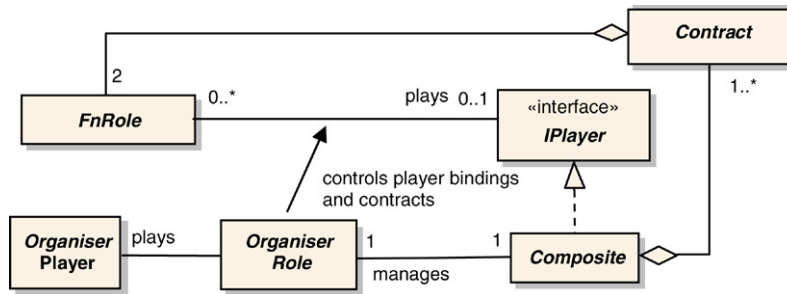 Contract
2
1..*
0..*
plays
0..1
«interface»
IPlayer
FnRole
controls player bindings
and contracts
Organiser
Player
plays
Organiser
Role
1
manages
1
Composite